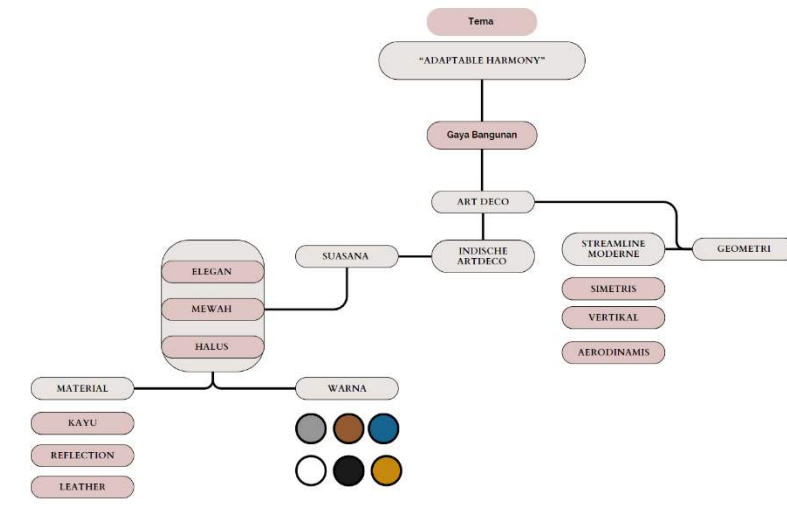 Tema
“ADAPTABLE HARMONY”
Gaya Bangunan
ART DECO
INDISCHE
ARTDECO
STREAMLINE
MODERNE
GEOMETRI
SIMETRIS
VERTIKAL
AERODINAMIS
SUASANA
ELEGAN
MEWAH
HALUS
MATERIAL
KAYU
REFLECTION
LEATHER
WARNA